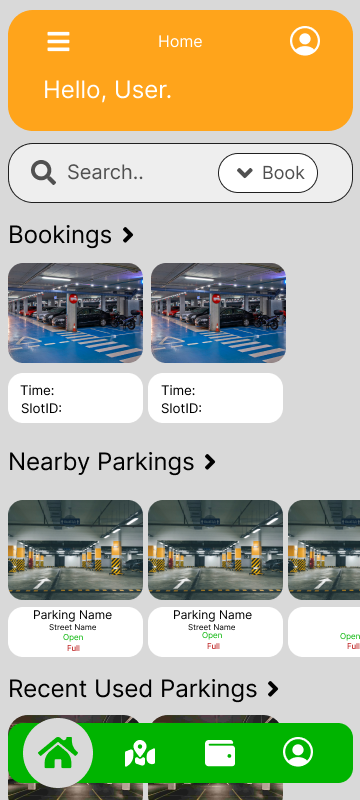 Home
Hello, User.
Search..
Book
Bookings
Time:
SlotID:
Time:
SlotID:
Nearby Parkings
Parking Name
Street Name
Open
Full
Parking Name
Street Name
Open
Full
Open
Full
Recent Used Parkings